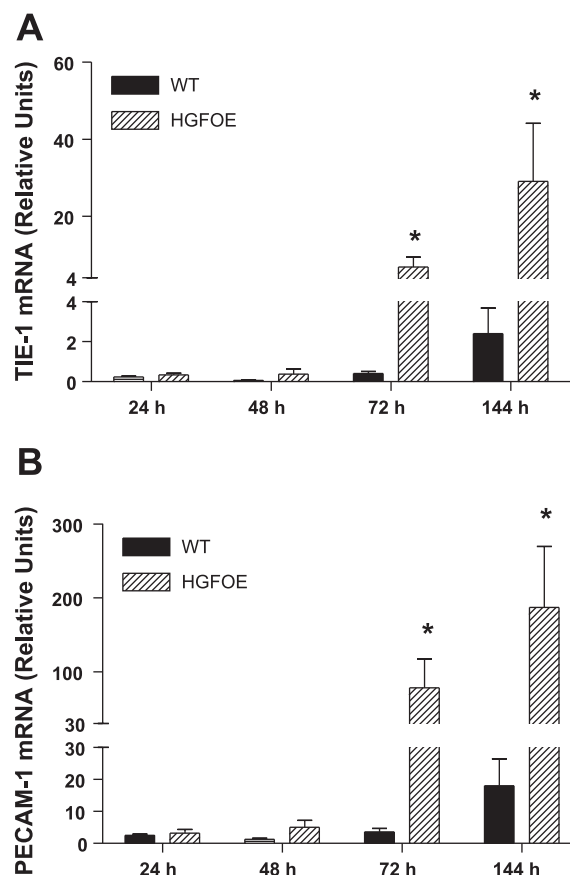 A
TIE-1 mRNA (Relative Units)
60
40
20
4
4
2
0
WT
HGFOE
*
*
24 h 48 h 72 h 144 h
B
PECAM-1 mRNA (Relative Units)
300
200
100
30
30
20
10
0
WT
HGFOE
*
*
24 h 48 h 72 h 144 h